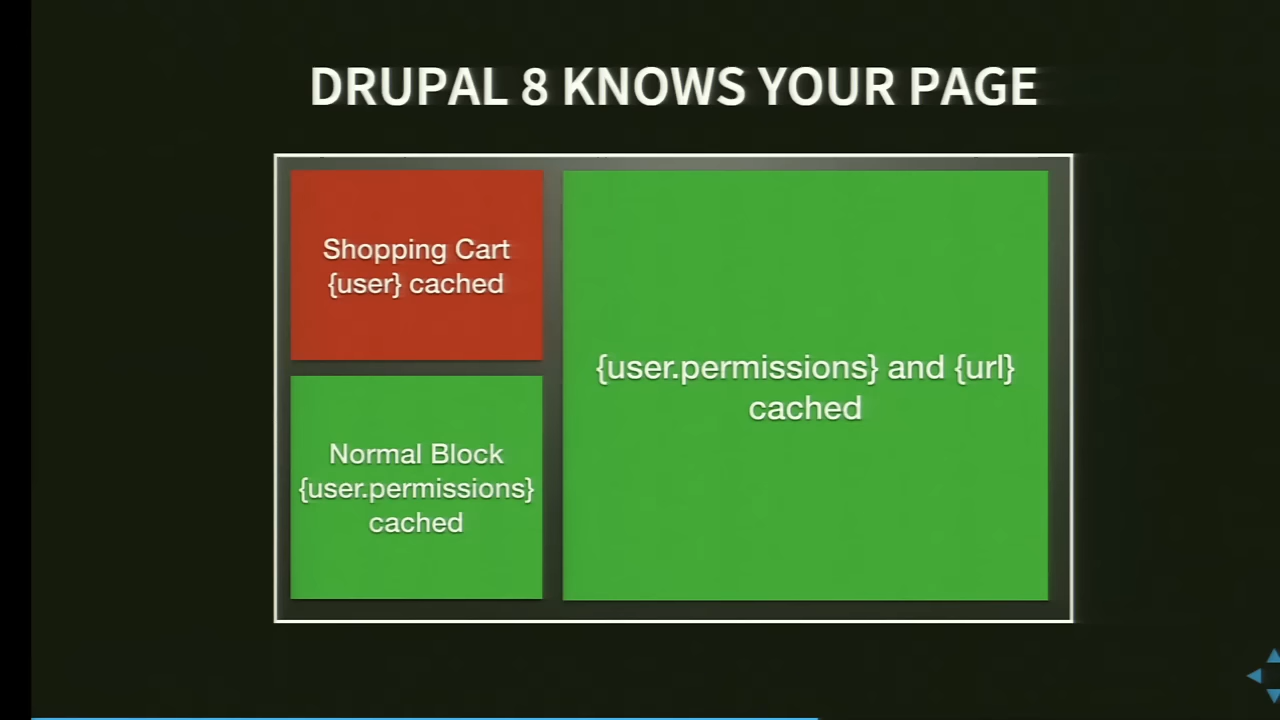 DRUPAL 8 KNOWS YOUR PAGE
Shopping Cart
{user} cached
Normal Block
{user.permissions}
cached
{user.permissions} and {url}
cached